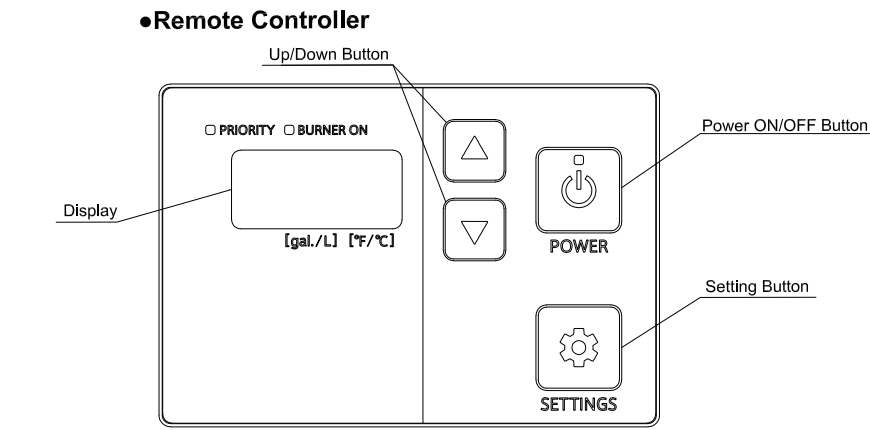 ●Remote Controller
Up/Down Button
PRIORITY BURNER ON
Power ON/OFF Button
Display
[gal./L] [°F/°C]
POWER
Setting Button
SETTINGS